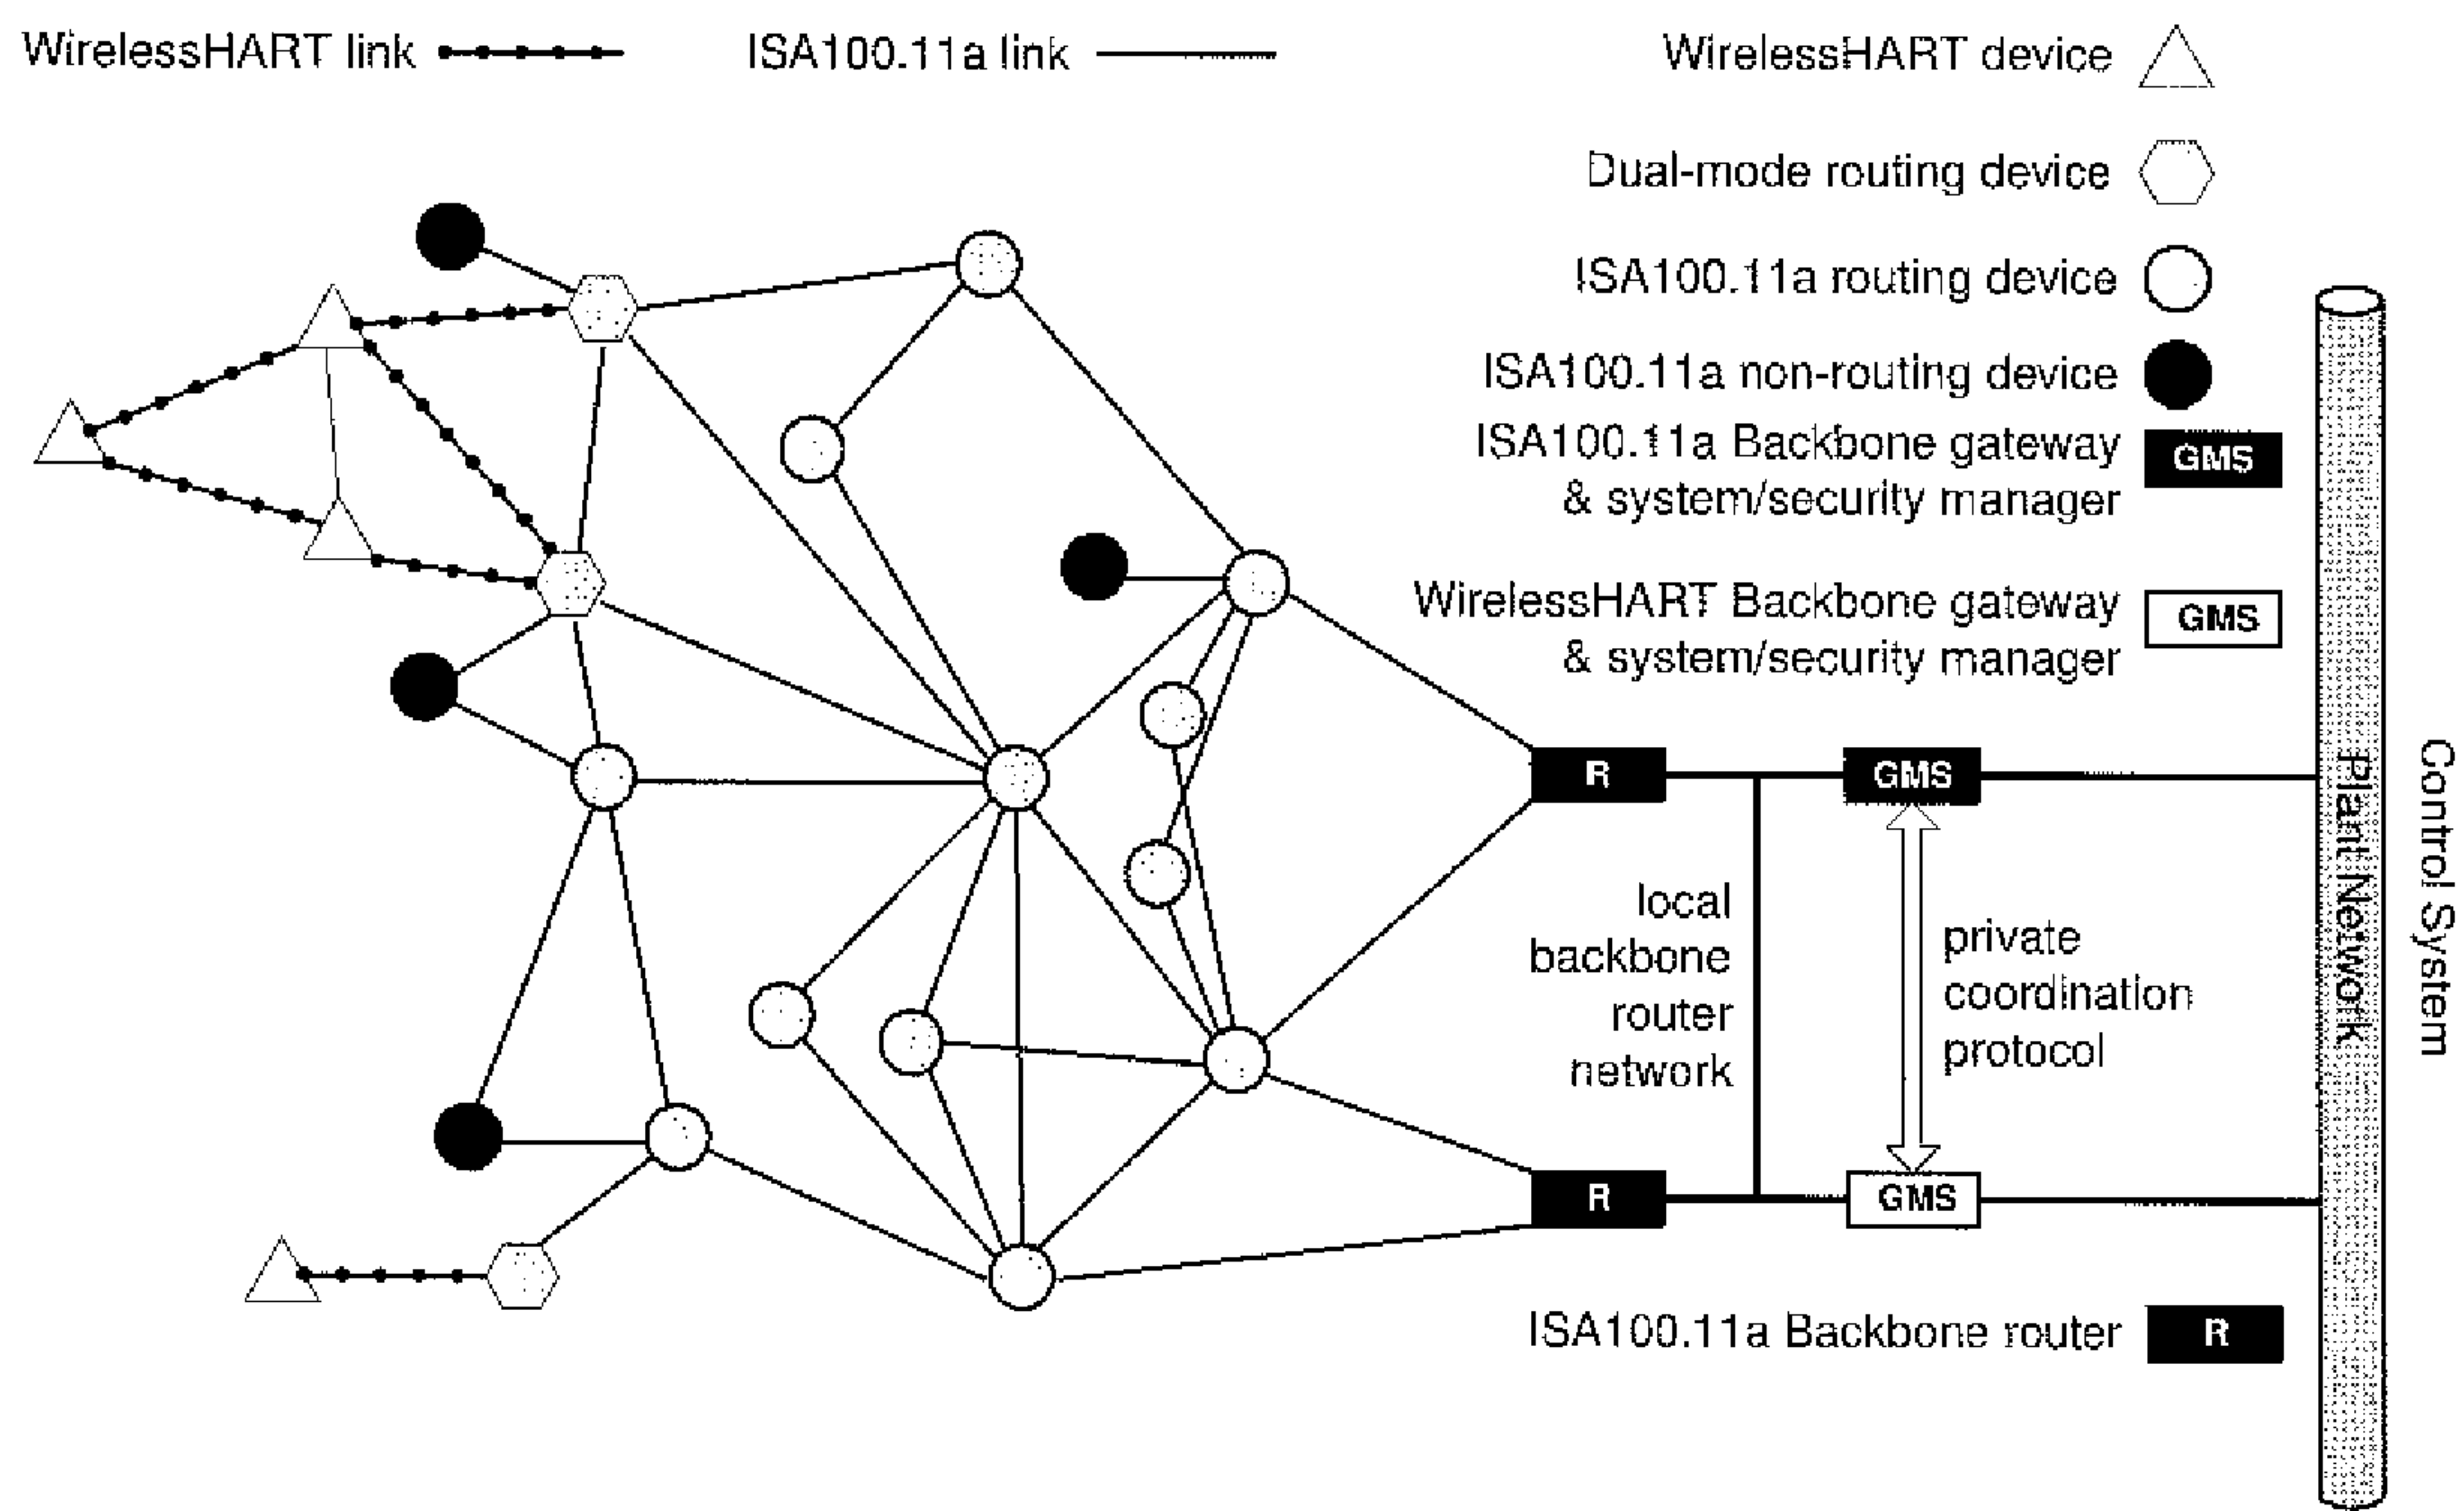 WirelessHART link
ISA100.11a link
WirelessHART device
Dual-mode routing device
ISA100.11a routing device
ISA100.11a non-routing device
ISA100.11a Backbone gateway
& system/security manager
GMS
WirelessHART Backbone gateway
& system/security manager
GMS
R
GMS
local
backbone
router
network
private
coordination
protocol
R
GMS
ISA100.11a Backbone router
R
Plant Network
Control System